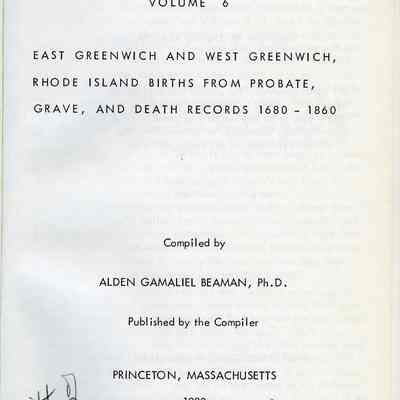 VOLUME 6
EAST GREENWICH AND WEST GREENWICH,
RHODE ISLAND BIRTHS FROM PROBATE,
GRAVE, AND DEATH RECORDS 1680 - 1860
Compiled by
ALDEN GAMALIEL BEAMAN, Ph.D.
Published by the Compiler
PRINCETON, MASSACHUSETTS